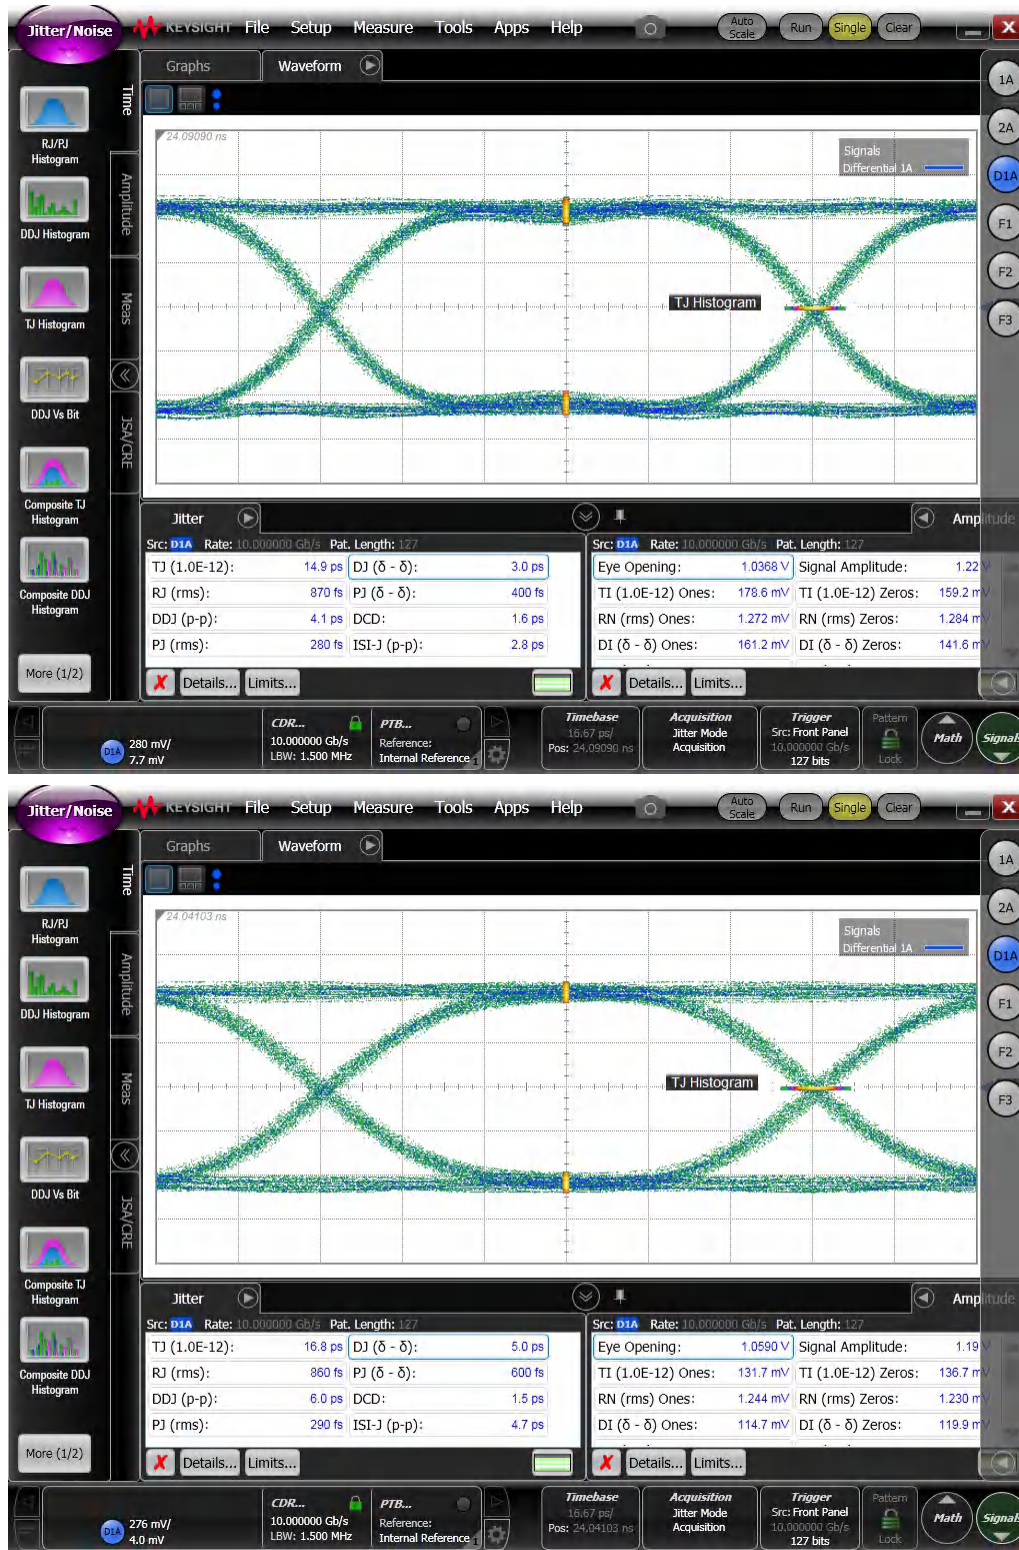 Jitter/Noise KEYSIGHT File Setup Measure Tools Apps Help Auto Scale Run Single Clear X
Graphs Waveform
Time
Amplitude
Meas
JSA/CRE
RJ/PJ
Histogram
DDJ Histogram
TJ Histogram
DDJ Vs Bit
Composite TJ
Histogram
Composite DDJ
Histogram
More (1/2)
24.09090 ns
Signals
Differential 1A
TJ Histogram
1A
2A
D1A
F1
F2
F3
Jitter
Amplitude
Src: D1A Rate: 10.000000 Gb/s Pat. Length: 127
TJ (1.0E-12): 14.9 ps DJ (δ - δ): 3.0 ps
RJ (rms): 870 fs PJ (δ - δ): 400 fs
DDJ (p-p): 4.1 ps DCD: 1.6 ps
PJ (rms): 280 fs ISI-J (p-p): 2.8 ps
Details... Limits...
Src: D1A Rate: 10.000000 Gb/s Pat. Length: 127
Eye Opening: 1.0368 V Signal Amplitude: 1.22 V
TI (1.0E-12) Ones: 178.6 mV TI (1.0E-12) Zeros: 159.2 mV
RN (rms) Ones: 1.272 mV RN (rms) Zeros: 1.284 mV
DI (δ - δ) Ones: 161.2 mV DI (δ - δ) Zeros: 141.6 mV
Details... Limits...
D1A 280 mV/
7.7 mV
CDR...
10.000000 Gb/s
LBW: 1.500 MHz
PTB...
Reference:
Internal Reference
1
Timebase
16.67 ps/
Pos: 24.09090 ns
Acquisition
Jitter Mode
Acquisition
Trigger
Src: Front Panel
10.000000 Gb/s
127 bits
Pattern
Lock
Math
Signals
Jitter/Noise KEYSIGHT File Setup Measure Tools Apps Help Auto Scale Run Single Clear X
Graphs Waveform
Time
Amplitude
Meas
JSA/CRE
RJ/PJ
Histogram
DDJ Histogram
TJ Histogram
DDJ Vs Bit
Composite TJ
Histogram
Composite DDJ
Histogram
More (1/2)
24.04103 ns
Signals
Differential 1A
TJ Histogram
1A
2A
D1A
F1
F2
F3
Jitter
Amplitude
Src: D1A Rate: 10.000000 Gb/s Pat. Length: 127
TJ (1.0E-12): 16.8 ps DJ (δ - δ): 5.0 ps
RJ (rms): 860 fs PJ (δ - δ): 600 fs
DDJ (p-p): 6.0 ps DCD: 1.5 ps
PJ (rms): 290 fs ISI-J (p-p): 4.7 ps
Details... Limits...
Src: D1A Rate: 10.000000 Gb/s Pat. Length: 127
Eye Opening: 1.0590 V Signal Amplitude: 1.19 V
TI (1.0E-12) Ones: 131.7 mV TI (1.0E-12) Zeros: 136.7 mV
RN (rms) Ones: 1.244 mV RN (rms) Zeros: 1.230 mV
DI (δ - δ) Ones: 114.7 mV DI (δ - δ) Zeros: 119.9 mV
Details... Limits...
D1A 276 mV/
4.0 mV
CDR...
10.000000 Gb/s
LBW: 1.500 MHz
PTB...
Reference:
Internal Reference
1
Timebase
16.67 ps/
Pos: 24.04103 ns
Acquisition
Jitter Mode
Acquisition
Trigger
Src: Front Panel
10.000000 Gb/s
127 bits
Pattern
Lock
Math
Signals